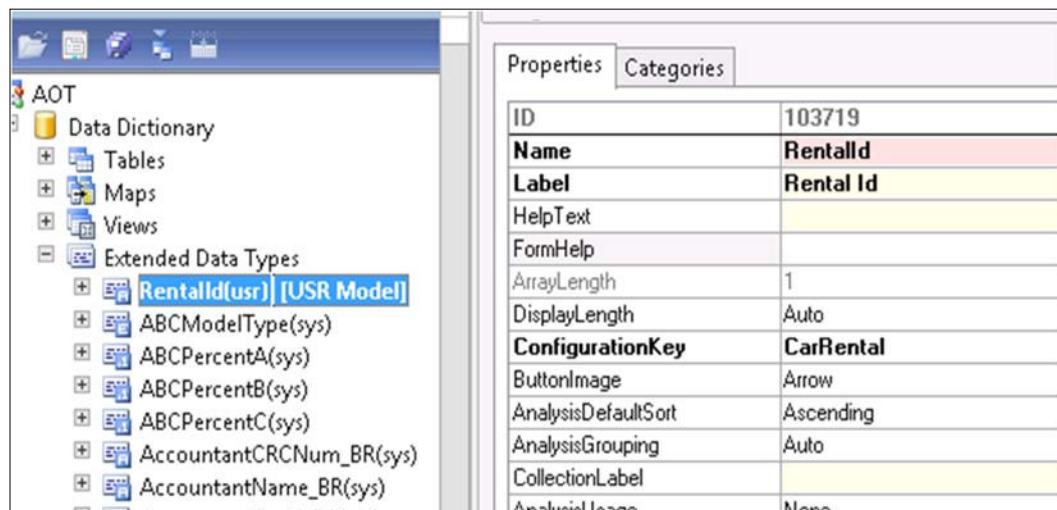 AOT
Data Dictionary
Tables
Maps
Views
Extended Data Types
RentalId(usr) [USR Model]
ABCModelType(sys)
ABCPercentA(sys)
ABCPercentB(sys)
ABCPercentC(sys)
AccountantCRCNum_BR(sys)
AccountantName_BR(sys)
Properties Categories
ID 103719
Name RentalId
Label Rental Id
HelpText
FormHelp
ArrayLength 1
DisplayLength Auto
ConfigurationKey CarRental
ButtonImage Arrow
AnalysisDefaultSort Ascending
AnalysisGrouping Auto
CollectionLabel
AnalysisUsage None